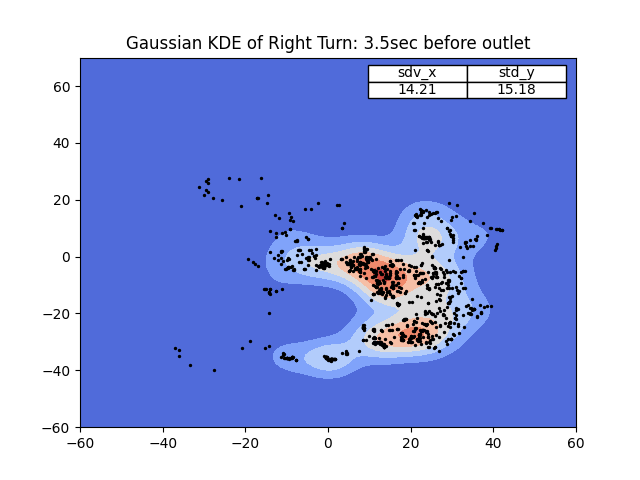 Gaussian KDE of Right Turn: 3.5sec before outlet
sdv_x std_y
14.21 15.18
60
40
20
0
−20
−40
−60
−60 −40 −20 0 20 40 60